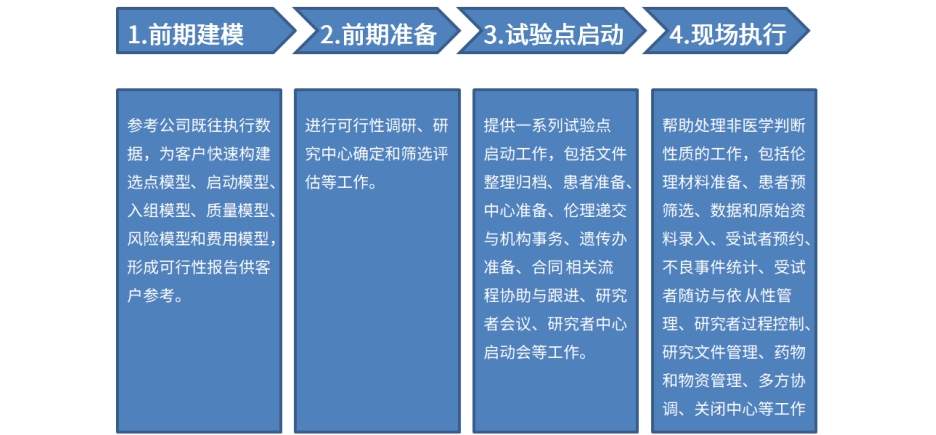 1.前期建模
2.前期准备
3.试验点启动
4.现场执行
参考公司既往执行数
据，为客户快速构建
选点模型、启动模型、
入组模型、质量模型、
风险模型和费用模型，
形成可行性报告供客
户参考。
进行可行性调研、研
究中心确定和筛选评
估等工作。
提供一系列试验点
启动工作，包括文件
整理归档、患者准备、
中心准备、伦理递交
与机构事务、遗传办
准备、合同相关流
程协助与跟进、研究
者会议、研究者中心
启动会等工作。
帮助处理非医学判断
性质的工作，包括伦
理材料准备、患者预
筛选、数据和原始资
料录入、受试者预约、
不良事件统计、受试
者随访与依从性管
理、研究者过程控制、
研究文件管理、药物
和物资管理、多方协
调、关闭中心等工作